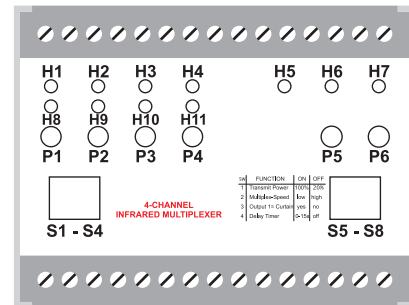 H1 H2 H3 H4 H5 H6 H7
H8 H9 H10 H11
P1 P2 P3 P4 P5 P6
SW FUNCTION ON OFF
1 Transmit Power 100% 20%
2 Multiplex-Speed low high
3 Output 1= Curtain yes no
4 Delay Timer 0-15s off
4-CHANNEL
INFRARED MULTIPLEXER
S1 - S4 S5 - S8